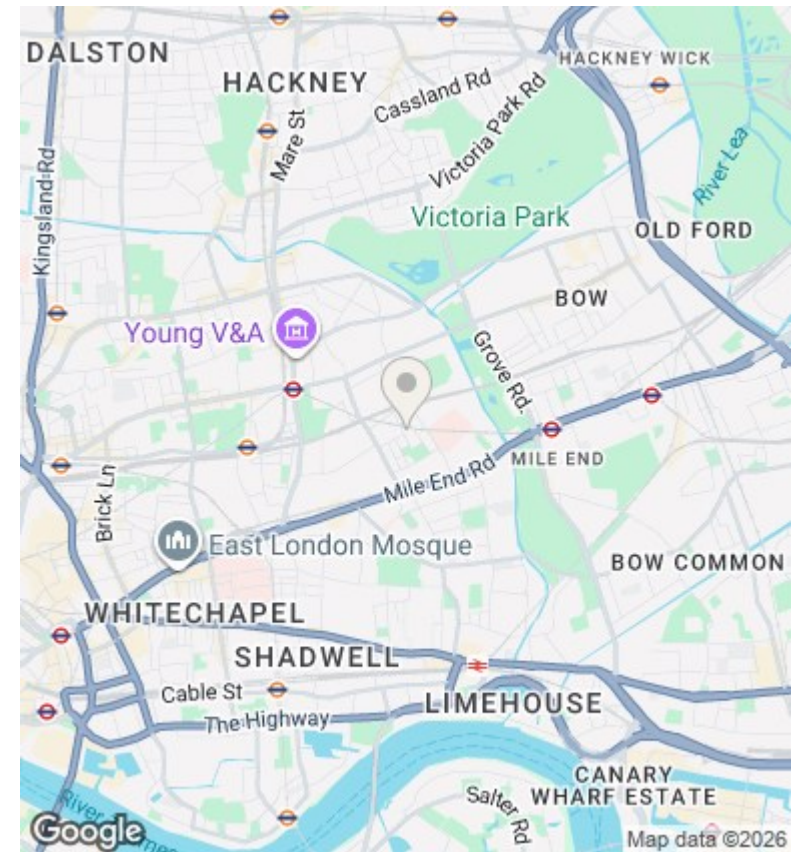 DALSTON
HACKNEY WICK
HACKNEY
Cassland Rd
Mare St
Victoria Park Rd
River Lea
Kingsland Rd
Victoria Park
OLD FORD
BOW
Young V&A
Grove Rd.
MILE END
Mile End Rd
Brick Ln
East London Mosque
BOW COMMON
WHITECHAPEL
SHADWELL
Cable St
LIMEHOUSE
The Highway
CANARY
WHARF ESTATE
Salter Rd
River
Google
Map data ©2026